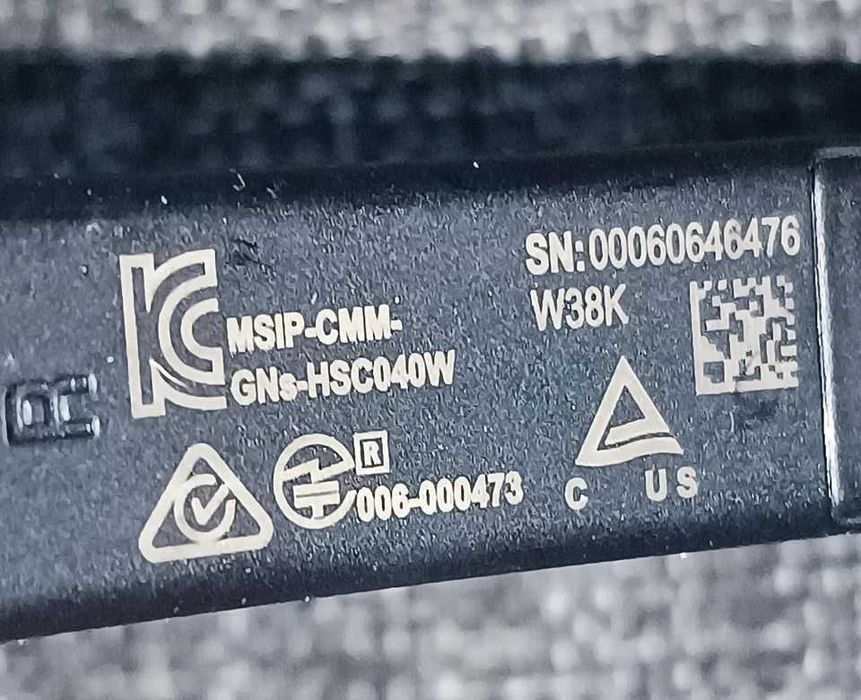 SN:00060646476
W38K
MSIP-CMM-
GNs-HSC040W
R
006-000473
C US
R